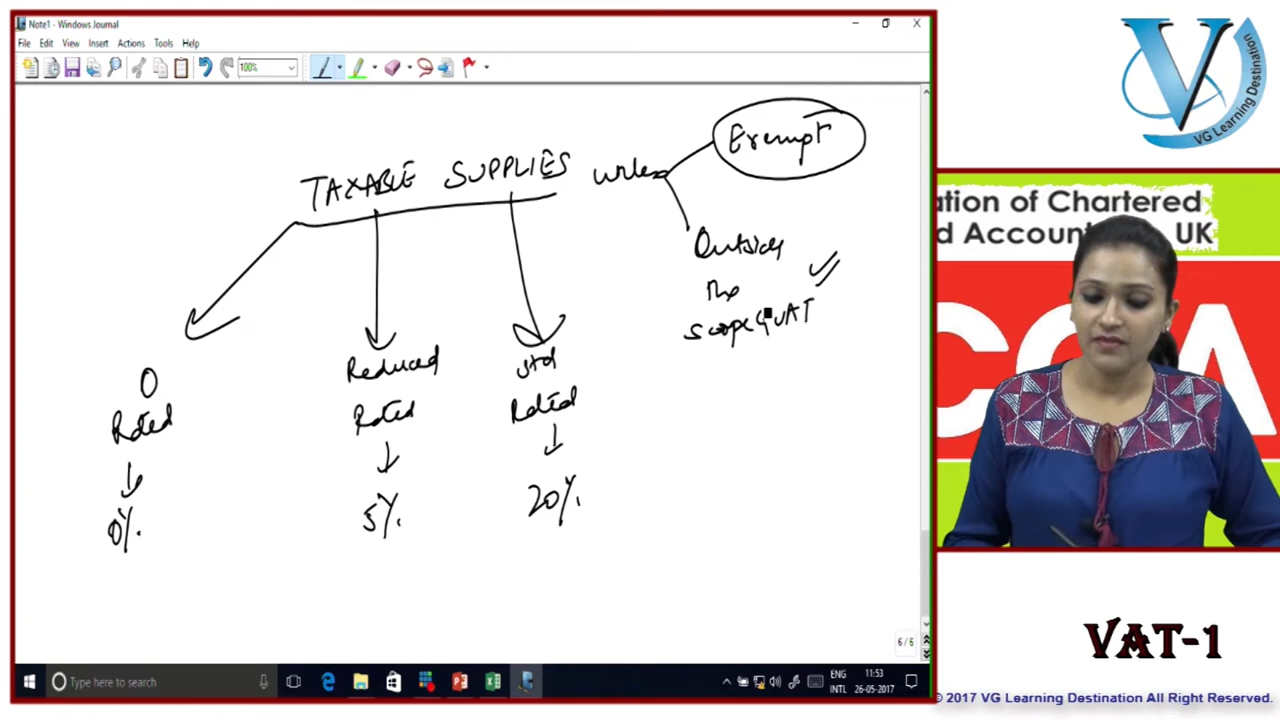 Note1 - Windows Journal
File Edit View Insert Actions Tools Help
100%
TAXABLE SUPPLIES unless
Exempt
Outside
the
scope of VAT
0
Rated
0%.
Reduced
Rated
5%.
Std
Rated
20%.
6 / 6
Type here to search
ENG
INTL
11:53
26-05-2017
V
VG Learning Destination
ation of Chartered
d Accounta
UK
CCA
VAT-1
© 2017 VG Learning Destination All Right Reserved.